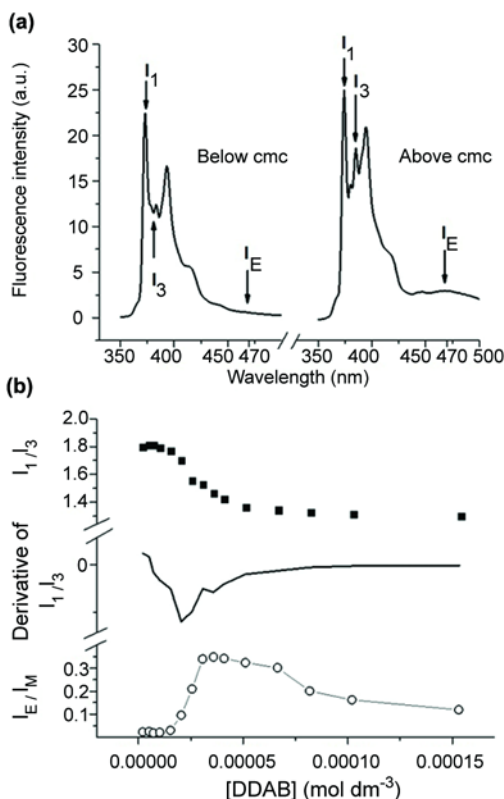 (a)
Fluorescence intensity (a.u.)
30
25
20
15
10
5
0
I1
I3
Below cmc
IE
I1
I3
Above cmc
IE
350 400 450 470 350 400 450 470 500
Wavelength (nm)
(b)
I1/I3
2.0
1.8
1.6
1.4
Derivative of
I1/I3
0
IE/IM
0.3
0.2
0.1
0.00000 0.00005 0.00010 0.00015
[DDAB] (mol dm-3)